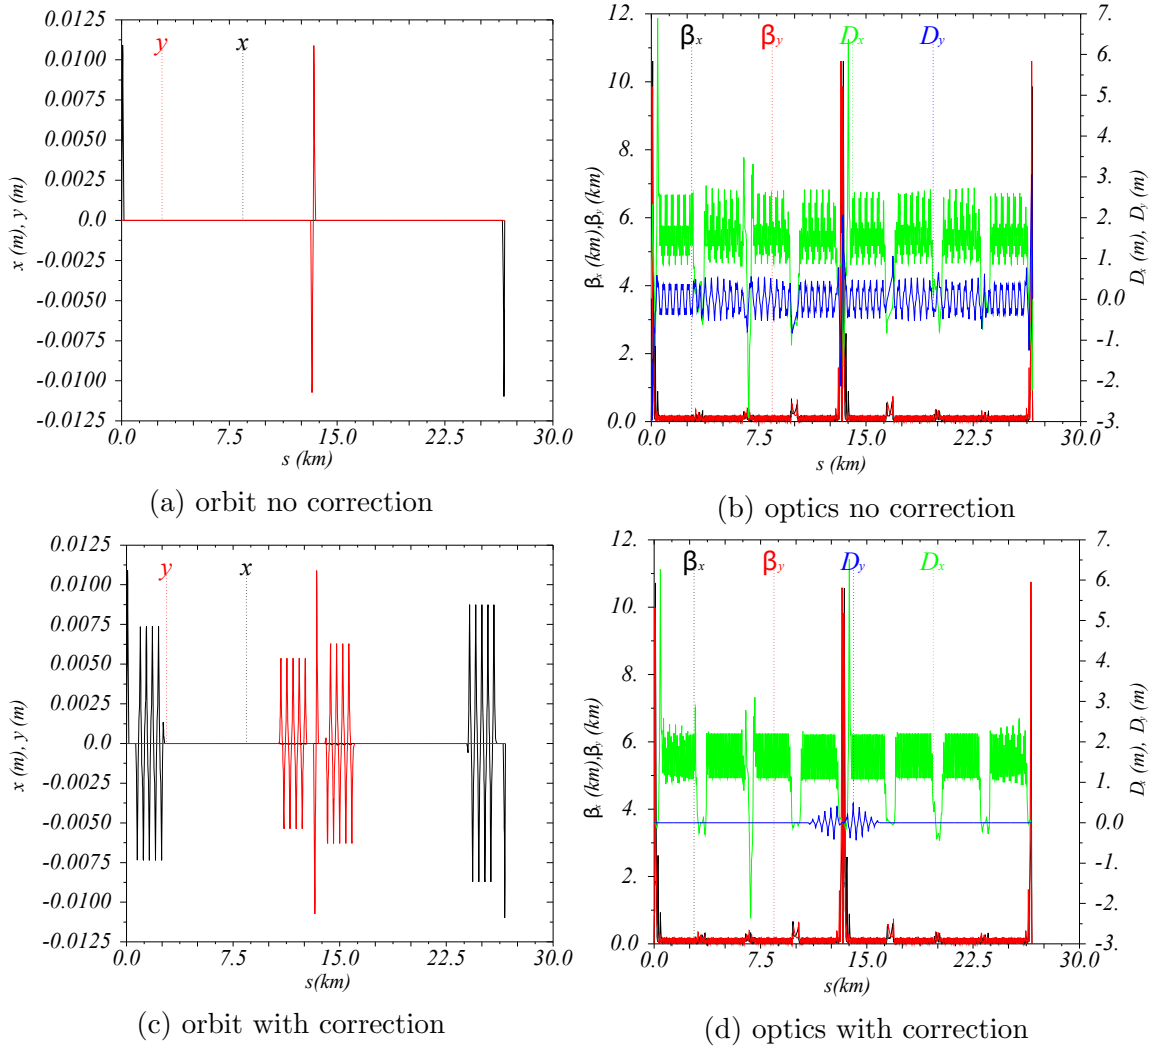 0.0125
0.0100
0.0075
0.0050
0.0025
0.0
-0.0025
-0.0050
-0.0075
-0.0100
-0.0125
x (m), y (m)
y x
0.0 7.5 15.0 22.5 30.0
s (km)
(a) orbit no correction
12.
10.
8.
6.
4.
2.
0.0
βx (km),βy (km)
βx βy Dx Dy
7.
6.
5.
4.
3.
2.
1.
0.0
-1.
-2.
-3.
Dx (m), Dy (m)
0.0 7.5 15.0 22.5 30.0
s (km)
(b) optics no correction
0.0125
0.0100
0.0075
0.0050
0.0025
0.0
-0.0025
-0.0050
-0.0075
-0.0100
-0.0125
x (m), y (m)
y x
0.0 7.5 15.0 22.5 30.0
s(km)
(c) orbit with correction
12.
10.
8.
6.
4.
2.
0.0
βx (km),βy (km)
βx βy Dy Dx
7.
6.
5.
4.
3.
2.
1.
0.0
-1.
-2.
-3.
Dx (m), Dy (m)
0.0 7.5 15.0 22.5 30.0
s (km)
(d) optics with correction